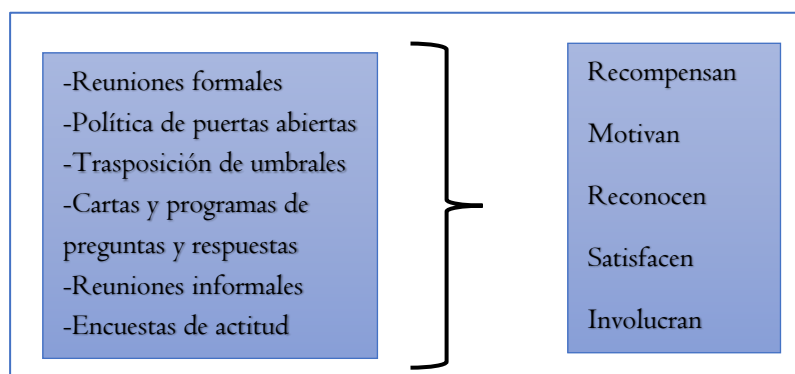 -Reuniones formales
-Política de puertas abiertas
-Trasposición de umbrales
-Cartas y programas de
preguntas y respuestas
-Reuniones informales
-Encuestas de actitud
Recompensan
Motivan
Reconocen
Satisfacen
Involucran